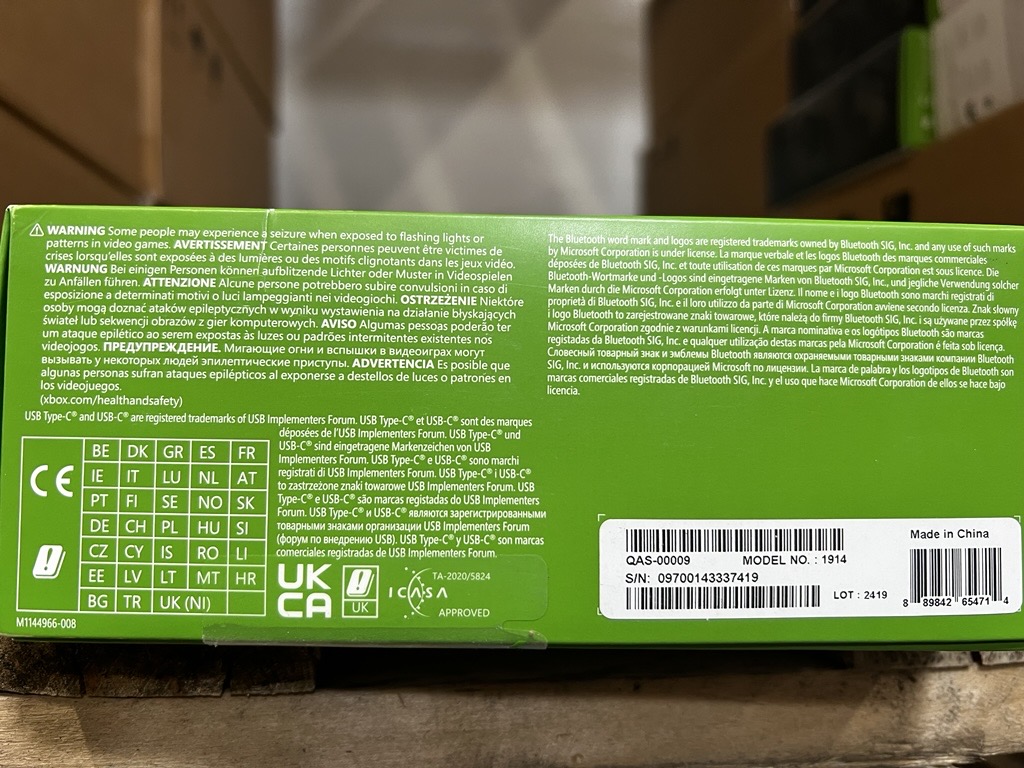 WARNING Some people may experience a seizure when exposed to flashing lights or
patterns in video games. AVERTISSEMENT Certaines personnes peuvent être victimes de
crises lorsqu'elles sont exposées à des lumières ou des motifs clignotants dans les jeux vidéo.
WARNUNG Bei einigen Personen können aufblitzende Lichter oder Muster in Videospielen
zu Anfällen führen. ATTENZIONE Alcune persone potrebbero subire convulsioni in caso di
esposizione a determinati motivi o luci lampeggianti nei videogiochi. OSTRZEŻENIE Niektóre
osoby mogą doznać ataków epileptycznych w wyniku wystawienia na działanie błyskających
świateł lub sekwencji obrazów z gier komputerowych. AVISO Algumas pessoas poderão ter
um ataque epilético ao serem expostas às luzes ou padrões intermitentes existentes nos
videojogos. ПРЕДУПРЕЖДЕНИЕ. Мигающие огни и вспышки в видеоиграх могут
вызывать у некоторых людей эпилептические приступы. ADVERTENCIA Es posible que
algunas personas sufran ataques epilépticos al exponerse a destellos de luces o patrones en
los videojuegos.
(xbox.com/healthandsafety)
USB Type-C® and USB-C® are registered trademarks of USB Implementers Forum. USB Type-C® et USB-C® sont des marques
déposées de l'USB Implementers Forum. USB Type-C® und
USB-C® sind eingetragene Markenzeichen von USB
Implementers Forum. USB Type-C® e USB-C® sono marchi
registrati di USB Implementers Forum. USB Type-C® i USB-C®
to zastrzeżone znaki towarowe USB Implementers Forum. USB
Type-C® e USB-C® são marcas registadas do USB Implementers
Forum. USB Type-C® и USB-C® являются зарегистрированными
товарными знаками организации USB Implementers Forum
(форум по внедрению USB). USB Type-C® y USB-C® son marcas
comerciales registradas de USB Implementers Forum.
CE
BE DK GR ES FR
IE IT LU NL AT
PT FI SE NO SK
DE CH PL HU SI
CZ CY IS RO LI
EE LV LT MT HR
BG TR UK (NI)
M1144966-008
UK
CA
UK
TA-2020/5824
ICASA
APPROVED
The Bluetooth word mark and logos are registered trademarks owned by Bluetooth SIG, Inc. and any use of such marks
by Microsoft Corporation is under license. La marque verbale et les logos Bluetooth des marques commerciales
déposées de Bluetooth SIG, Inc. et toute utilisation de ces marques par Microsoft Corporation est sous licence. Die
Bluetooth-Wortmarke und -Logos sind eingetragene Marken von Bluetooth SIG, Inc., und jegliche Verwendung solcher
Marken durch die Microsoft Corporation erfolgt unter Lizenz. Il nome e i logo Bluetooth sono marchi registrati di
proprietà di Bluetooth SIG, Inc. e il loro utilizzo da parte di Microsoft Corporation avviene secondo licenza. Znak słowny
i logo Bluetooth to zarejestrowane znaki towarowe, które należą do firmy Bluetooth SIG, Inc. i są używane przez spółkę
Microsoft Corporation zgodnie z warunkami licencji. A marca nominativa e os logótipos Bluetooth são marcas
registadas da Bluetooth SIG, Inc. e qualquer utilização destas marcas pela Microsoft Corporation é feita sob licença.
Словесный товарный знак и эмблемы Bluetooth являются охраняемыми товарными знаками компании Bluetooth
SIG, Inc. и используются корпорацией Microsoft по лицензии. La marca de palabra y los logotipos de Bluetooth son
marcas comerciales registradas de Bluetooth SIG, Inc. y el uso que hace Microsoft Corporation de ellos se hace bajo
licencia.
Made in China
QAS-00009 MODEL NO. : 1914
S/N: 09700143337419
LOT : 2419
8 89842 65471 4